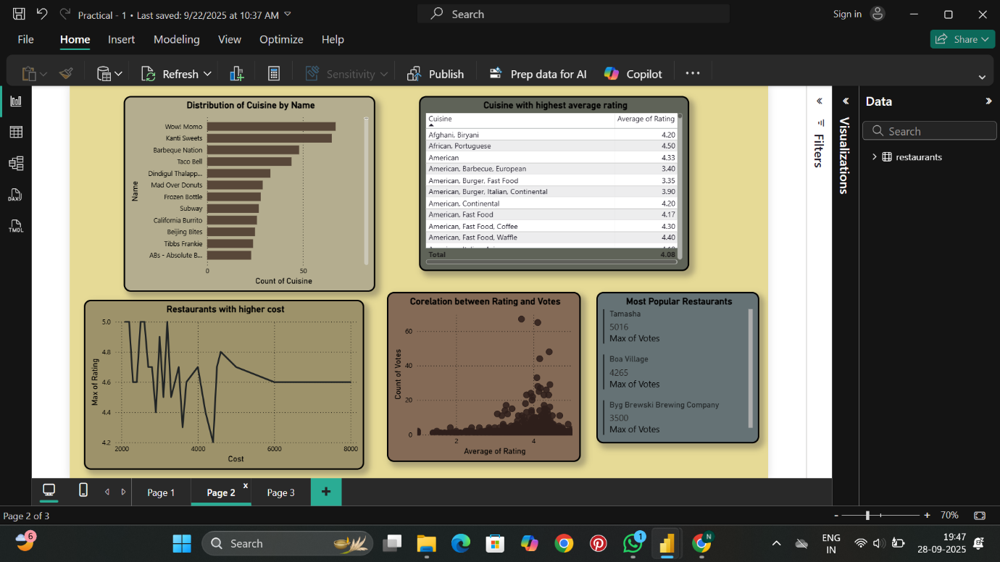 Practical - 1 • Last saved: 9/22/2025 at 10:37 AM
Search
Sign in
File Home Insert Modeling View Optimize Help
Share
Refresh
Sensitivity
Publish
Prep data for AI
Copilot
Distribution of Cuisine by Name
Name
Wow! Momo
Kanti Sweets
Barbeque Nation
Taco Bell
Dindigul Thalapp...
Mad Over Donuts
Frozen Bottle
Subway
California Burrito
Beijing Bites
Tibbs Frankie
ABs - Absolute B...
0 50
Count of Cuisine
Cuisine with highest average rating
Cuisine Average of Rating
Afghani, Biryani 4.20
African, Portuguese 4.50
American 4.33
American, Barbecue, European 3.40
American, Burger, Fast Food 3.35
American, Burger, Italian, Continental 3.90
American, Continental 4.20
American, Fast Food 4.17
American, Fast Food, Coffee 4.30
American, Fast Food, Waffle 4.40
Total 4.08
Restaurants with higher cost
Max of Rating
5.0
4.8
4.6
4.4
4.2
2000 4000 6000 8000
Cost
Corelation between Rating and Votes
Count of Votes
60
40
20
0
2 4
Average of Rating
Most Popular Restaurants
Tamasha
5016
Max of Votes
Boa Village
4265
Max of Votes
Byg Brewski Brewing Company
3500
Max of Votes
Filters
Visualizations
Data
Search
restaurants
DAX
TMDL
Page 1
Page 2 x
Page 3
+
Page 2 of 3
- + 70%
6
Search
1
N
ENG
IN
19:47
28-09-2025